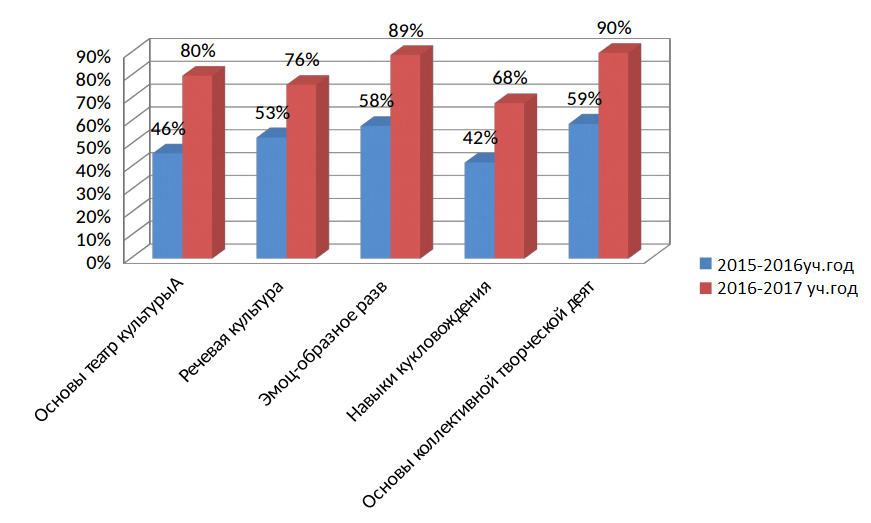 90%
80%
70%
60%
50%
40%
30%
20%
10%
0%
46%
80%
53%
76%
58%
89%
42%
68%
59%
90%
Основы театр культурыА
Речевая культура
Эмоц-образное разв
Навыки кукловождения
Основы коллективной творческой деят
2015-2016уч.год
2016-2017 уч.год